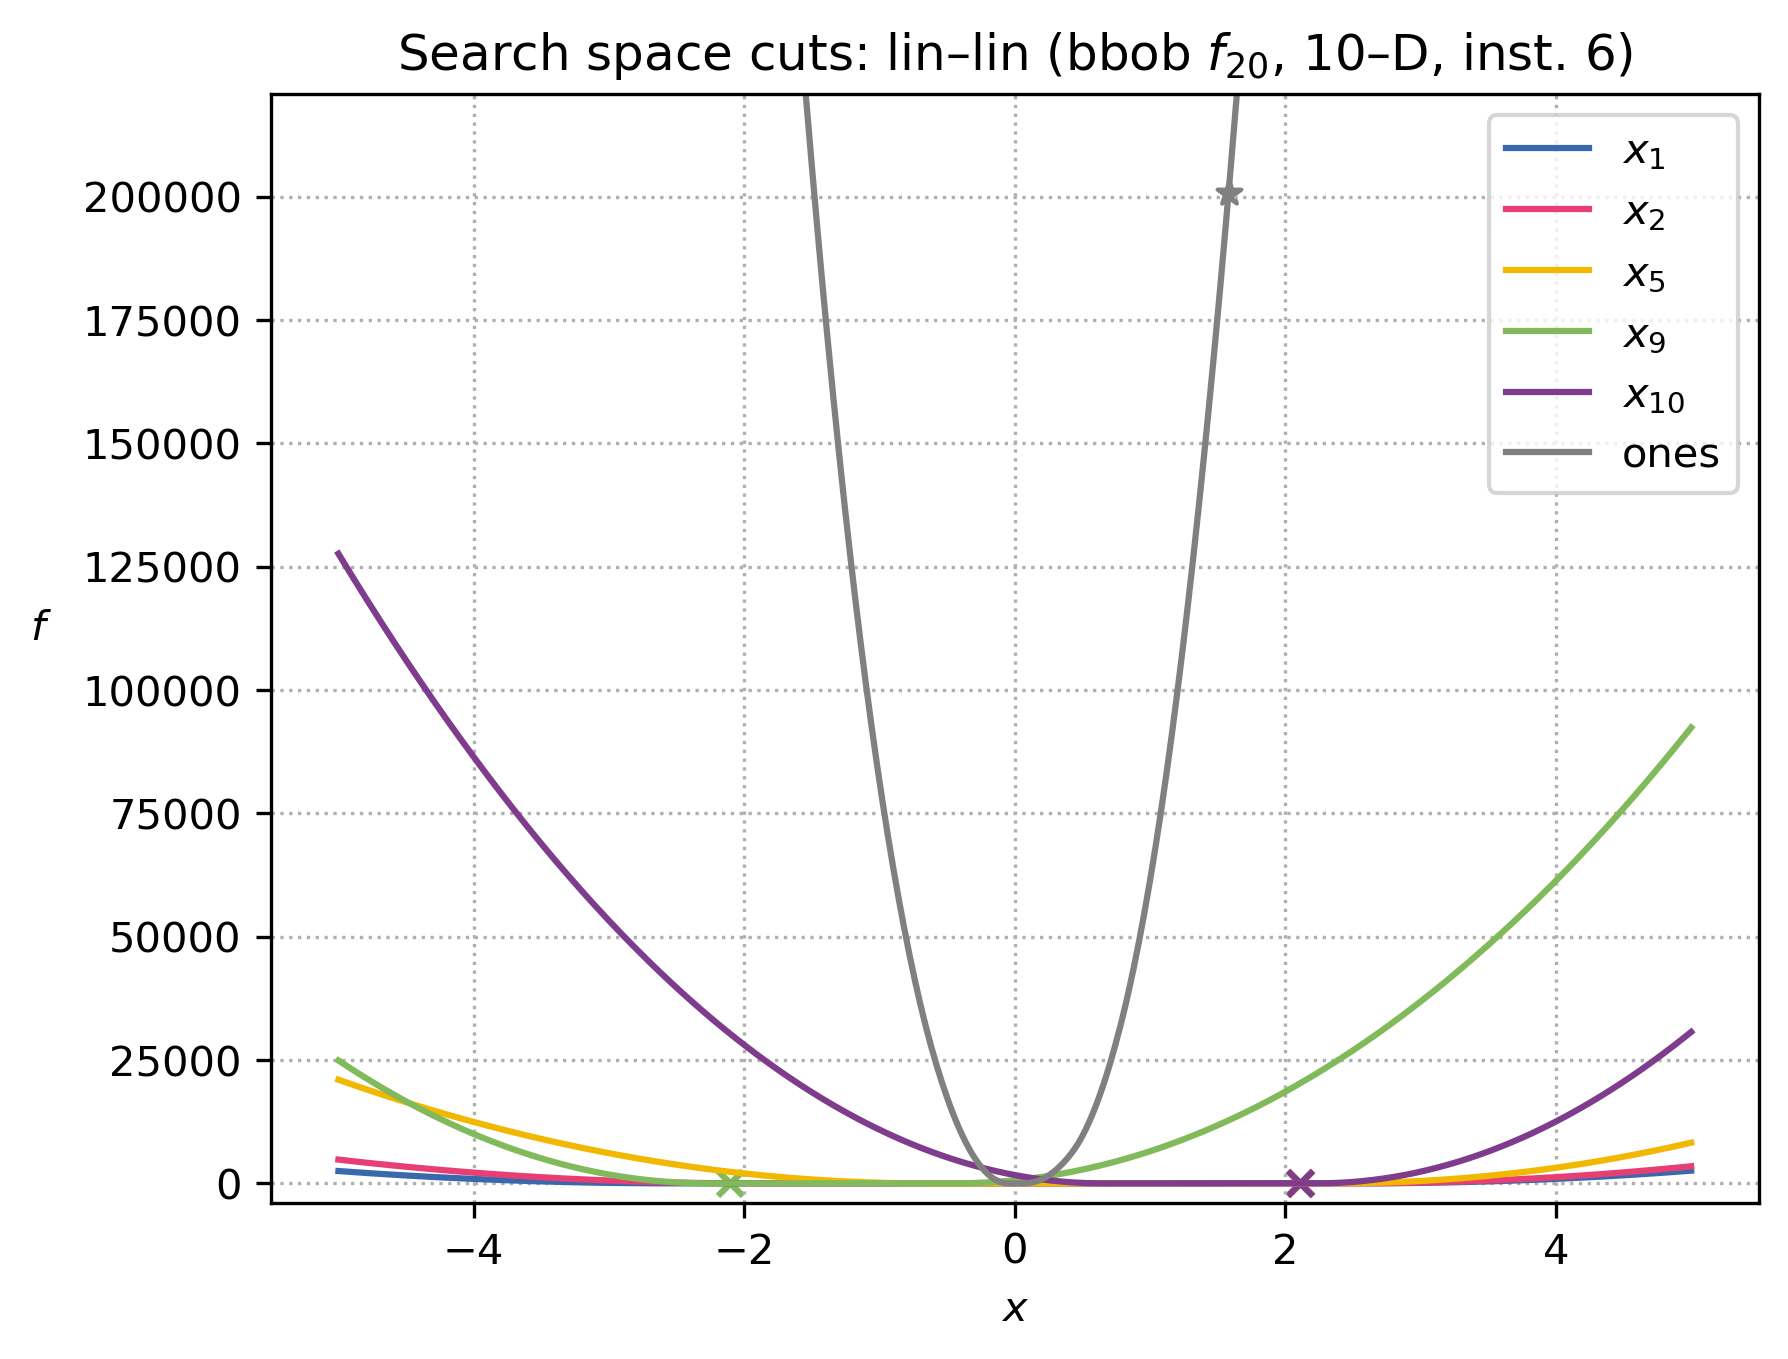 Search space cuts: lin–lin (bbob f₂₀, 10–D, inst. 6)
x₁
x₂
x₅
x₉
x₁₀
ones
200000
175000
150000
125000
100000
75000
50000
25000
0
f
−4 −2 0 2 4
x